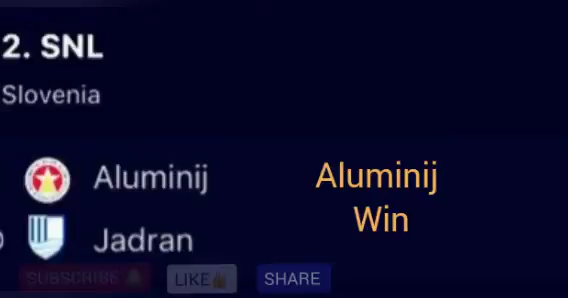 2. SNL
Slovenia
Aluminij
Aluminij
Win
Jadran
SUBSCRIBE
LIKE
SHARE